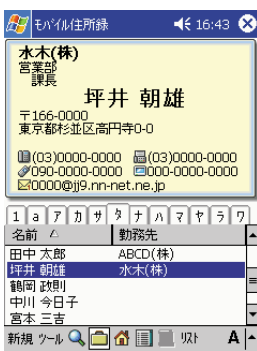 モバイル住所録 16:43
水木(株)
営業部
課長
坪井 朝雄
〒166-0000
東京都杉並区高円寺0-0
(03)0000-0000 (03)0000-0000
090-0000-0000 000-0000-0000
0000@jj9.nn-net.ne.jp
1 a ア カ サ タ ナ ハ マ ヤ ラ ワ
名前 勤務先
田中 太郎 ABCD(株)
坪井 朝雄 水木(株)
鶴岡 政則
中川 今日子
宮本 三吉
新規 ツール リスト A